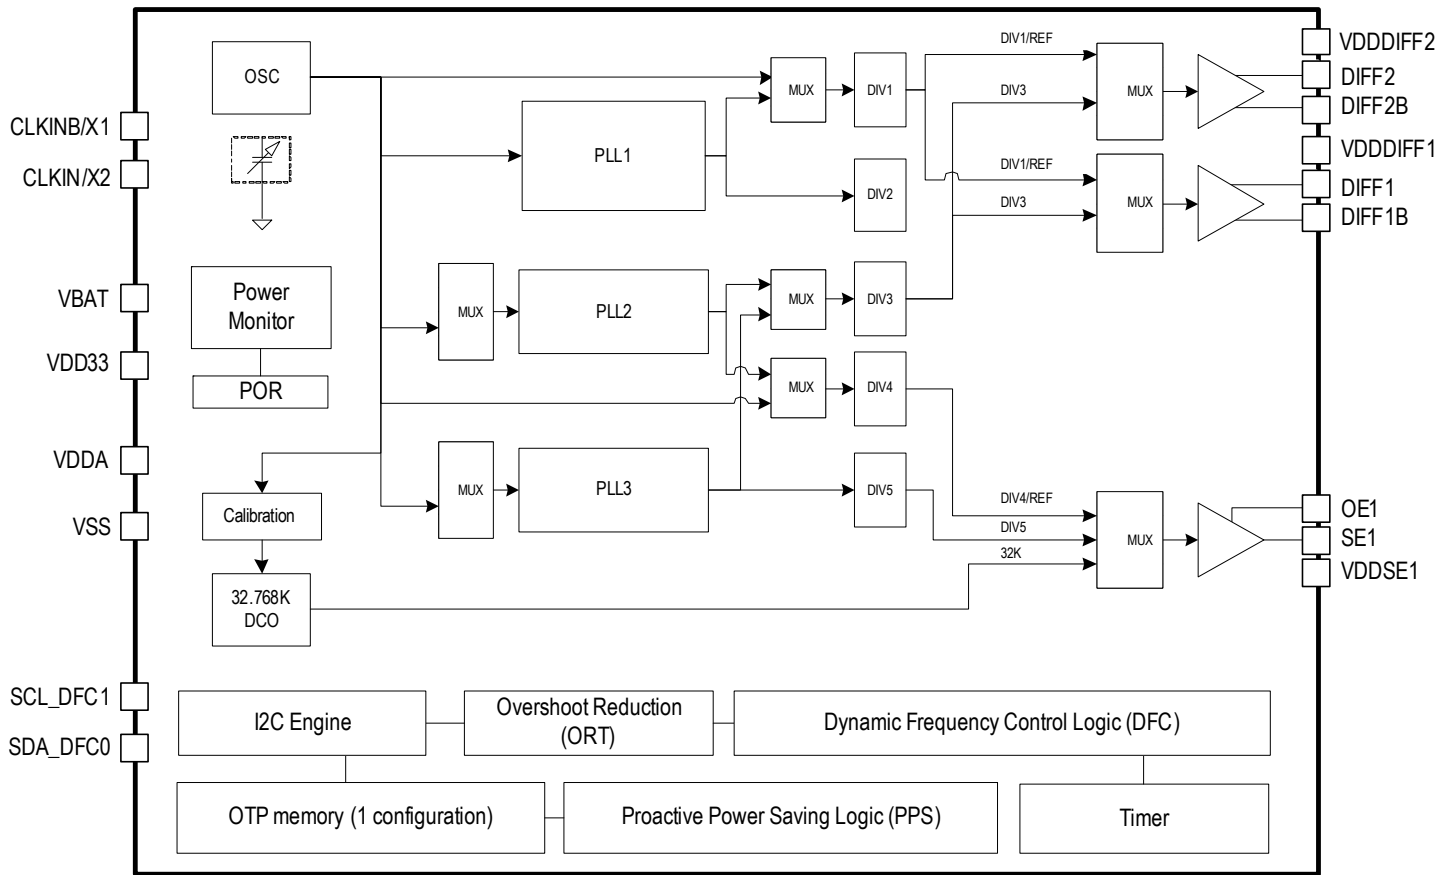 VDDDIFF2
DIV1/REF
OSC
DIFF2
MUX
DIV1
MUX
DIV3
DIFF2B
CLKINB/X1
PLL1
VDDDIFF1
DIV1/REF
CLKIN/X2
DIFF1
DIV2
MUX
DIV3
DIFF1B
VBAT
Power
Monitor
MUX
PLL2
MUX
DIV3
VDD33
POR
MUX
DIV4
VDDA
MUX
PLL3
DIV5
DIV4/REF
OE1
Calibration
VSS
DIV5
MUX
SE1
32K
VDDSE1
32.768K
DCO
SCL_DFC1
I2C Engine
Overshoot Reduction
(ORT)
Dynamic Frequency Control Logic (DFC)
SDA_DFC0
OTP memory (1 configuration)
Proactive Power Saving Logic (PPS)
Timer